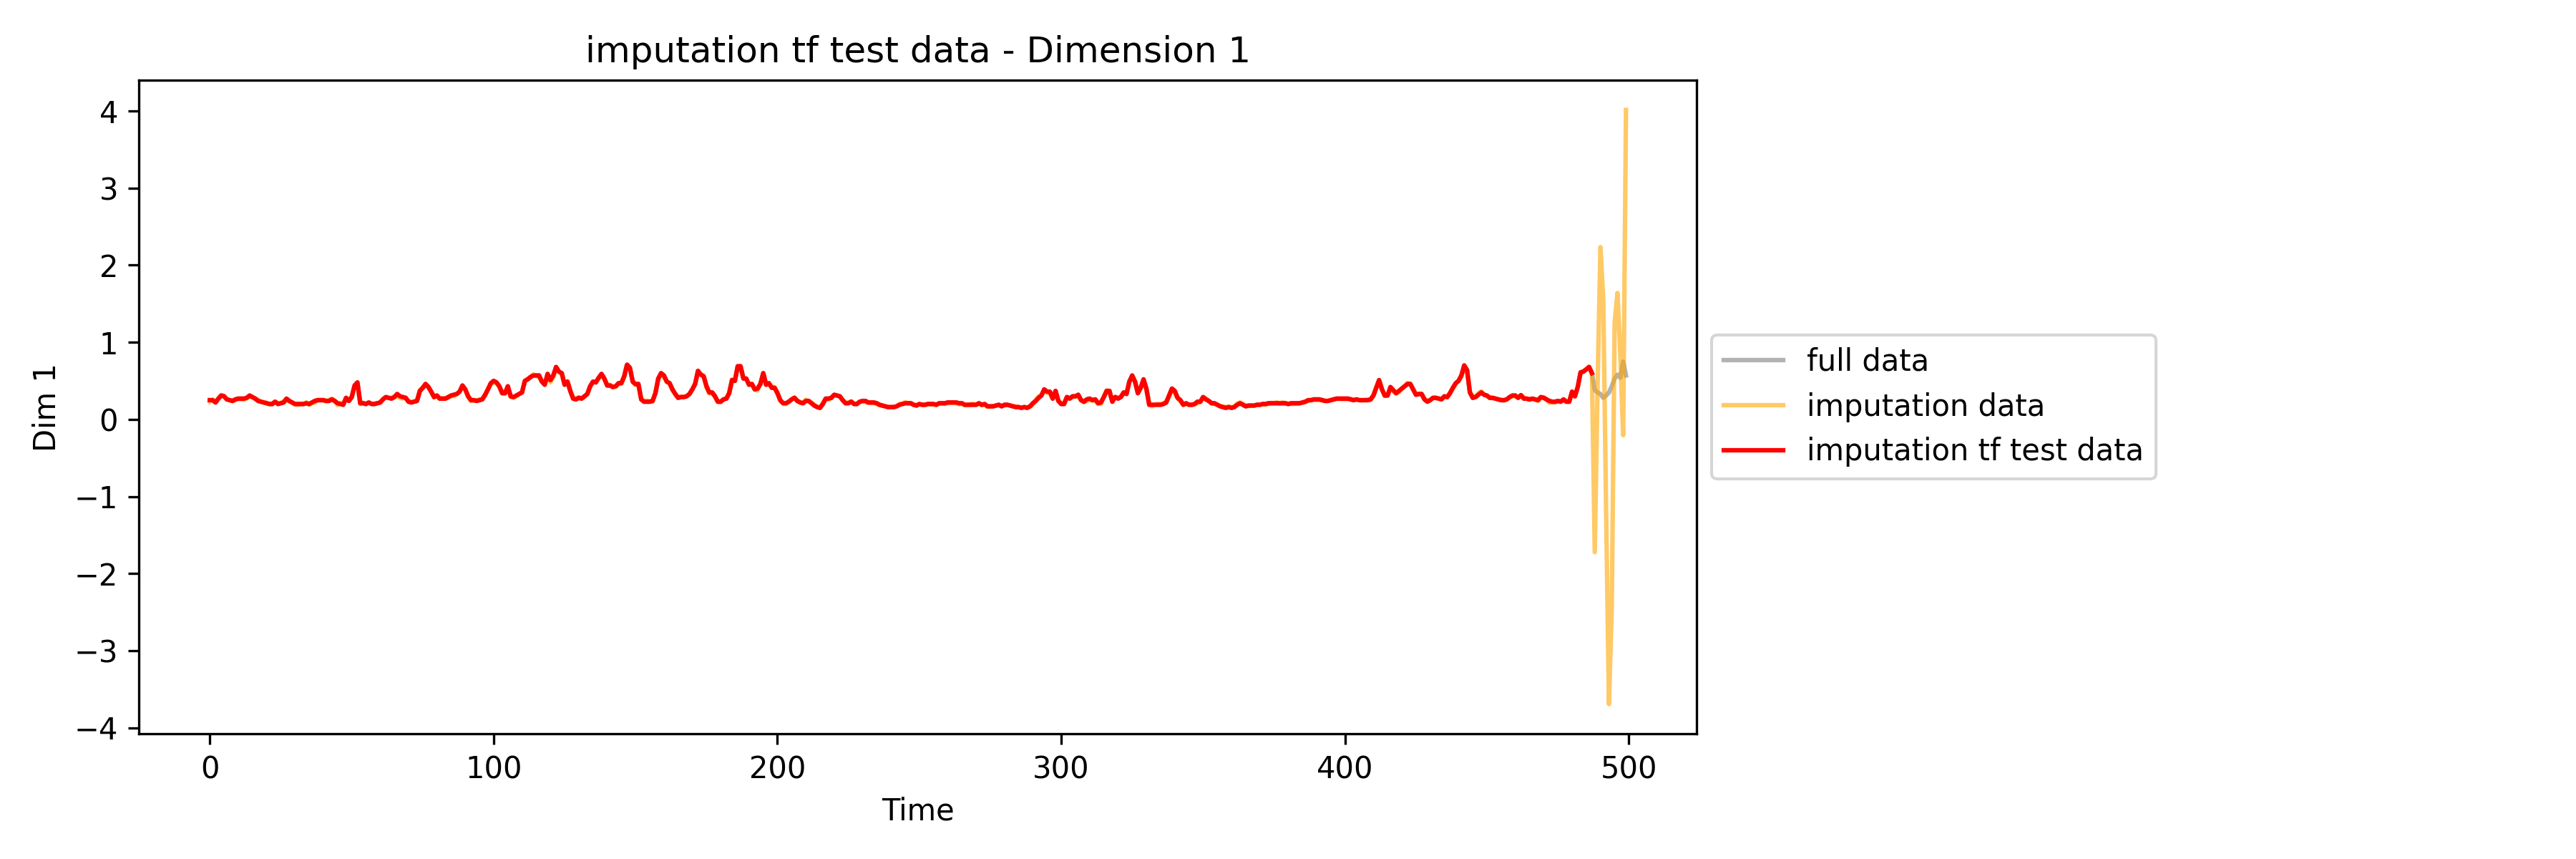 imputation tf test data - Dimension 1
4
3
2
1
0
−1
−2
−3
−4
Dim 1
0 100 200 300 400 500
Time
full data
imputation data
imputation tf test data